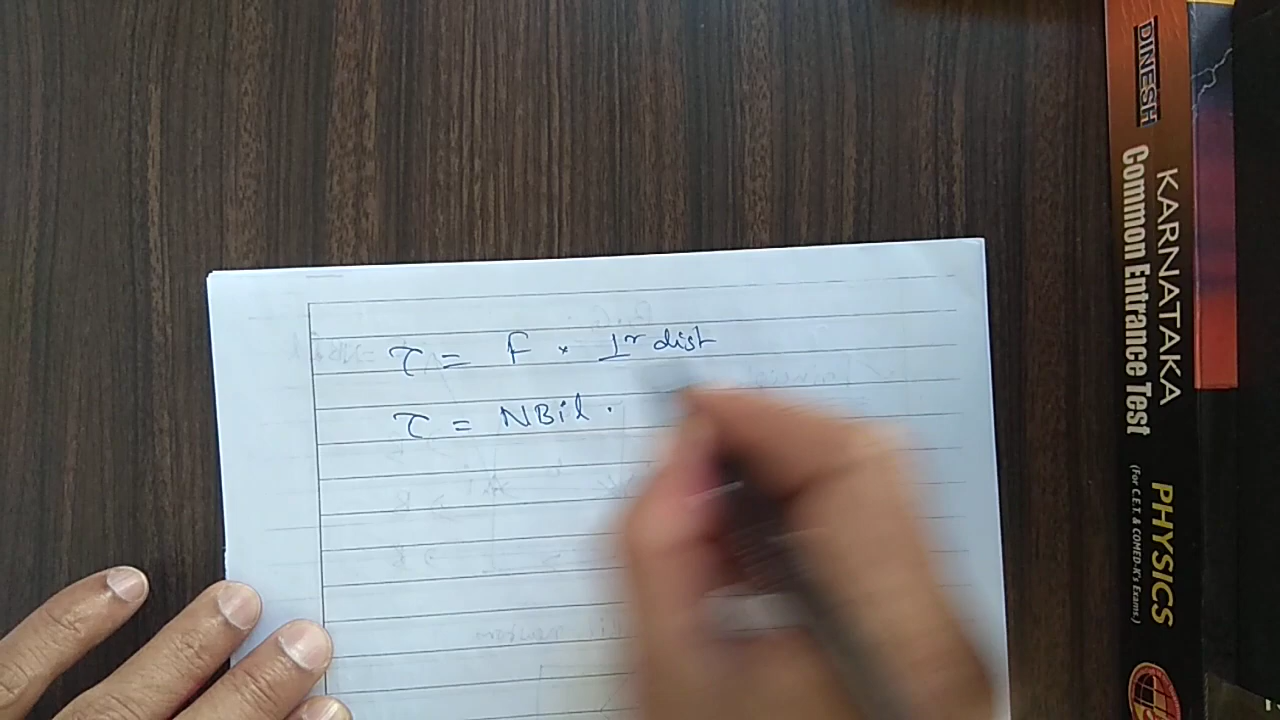 τ = F × ⊥r dist
τ = NBil.
DINESH
KARNATAKA
Common Entrance Test
PHYSICS
(For C.E.T. & COMED-K's Exams.)